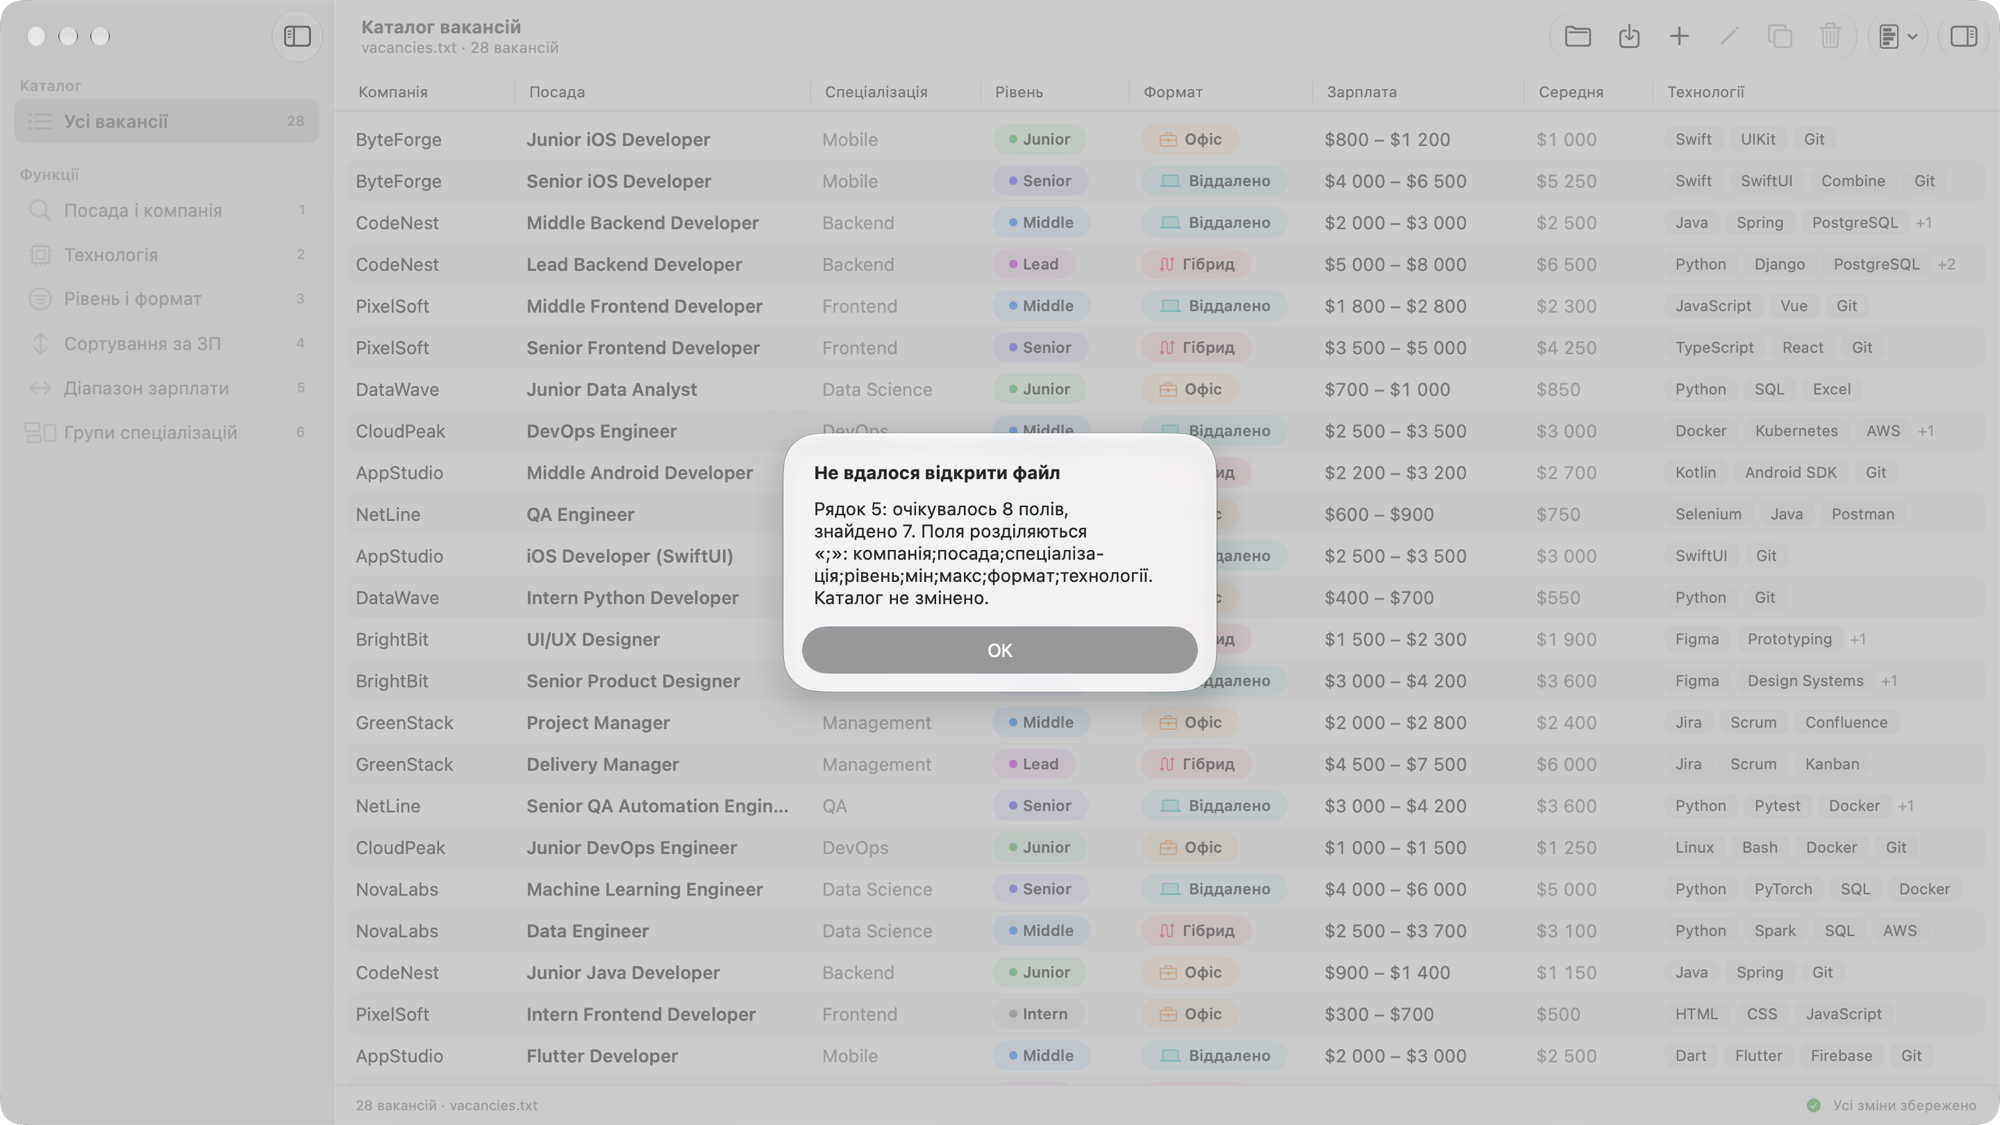 Каталог вакансій
vacancies.txt · 28 вакансій
Каталог
Усі вакансії 28
Функції
Посада і компанія 1
Технологія 2
Рівень і формат 3
Сортування за ЗП 4
Діапазон зарплати 5
Групи спеціалізацій 6
Компанія Посада Спеціалізація Рівень Формат Зарплата Середня Технології
ByteForge Junior iOS Developer Mobile Junior Офіс $800 – $1 200 $1 000 Swift UIKit Git
ByteForge Senior iOS Developer Mobile Senior Віддалено $4 000 – $6 500 $5 250 Swift SwiftUI Combine Git
CodeNest Middle Backend Developer Backend Middle Віддалено $2 000 – $3 000 $2 500 Java Spring PostgreSQL +1
CodeNest Lead Backend Developer Backend Lead Гібрид $5 000 – $8 000 $6 500 Python Django PostgreSQL +2
PixelSoft Middle Frontend Developer Frontend Middle Віддалено $1 800 – $2 800 $2 300 JavaScript Vue Git
PixelSoft Senior Frontend Developer Frontend Senior Гібрид $3 500 – $5 000 $4 250 TypeScript React Git
DataWave Junior Data Analyst Data Science Junior Офіс $700 – $1 000 $850 Python SQL Excel
CloudPeak DevOps Engineer DevOps Middle Віддалено $2 500 – $3 500 $3 000 Docker Kubernetes AWS +1
AppStudio Middle Android Developer $2 200 – $3 200 $2 700 Kotlin Android SDK Git
NetLine QA Engineer $600 – $900 $750 Selenium Java Postman
AppStudio iOS Developer (SwiftUI) $2 500 – $3 500 $3 000 SwiftUI Git
DataWave Intern Python Developer $400 – $700 $550 Python Git
BrightBit UI/UX Designer $1 500 – $2 300 $1 900 Figma Prototyping +1
BrightBit Senior Product Designer $3 000 – $4 200 $3 600 Figma Design Systems +1
GreenStack Project Manager Management Middle Офіс $2 000 – $2 800 $2 400 Jira Scrum Confluence
GreenStack Delivery Manager Management Lead Гібрид $4 500 – $7 500 $6 000 Jira Scrum Kanban
NetLine Senior QA Automation Engin... QA Senior Віддалено $3 000 – $4 200 $3 600 Python Pytest Docker +1
CloudPeak Junior DevOps Engineer DevOps Junior Офіс $1 000 – $1 500 $1 250 Linux Bash Docker Git
NovaLabs Machine Learning Engineer Data Science Senior Віддалено $4 000 – $6 000 $5 000 Python PyTorch SQL Docker
NovaLabs Data Engineer Data Science Middle Гібрид $2 500 – $3 700 $3 100 Python Spark SQL AWS
CodeNest Junior Java Developer Backend Junior Офіс $900 – $1 400 $1 150 Java Spring Git
PixelSoft Intern Frontend Developer Frontend Intern Офіс $300 – $700 $500 HTML CSS JavaScript
AppStudio Flutter Developer Mobile Middle Віддалено $2 000 – $3 000 $2 500 Dart Flutter Firebase Git
Не вдалося відкрити файл
Рядок 5: очікувалось 8 полів,
знайдено 7. Поля розділяються
«;»: компанія;посада;спеціаліза-
ція;рівень;мін;макс;формат;технології.
Каталог не змінено.
OK
28 вакансій · vacancies.txt
Усі зміни збережено